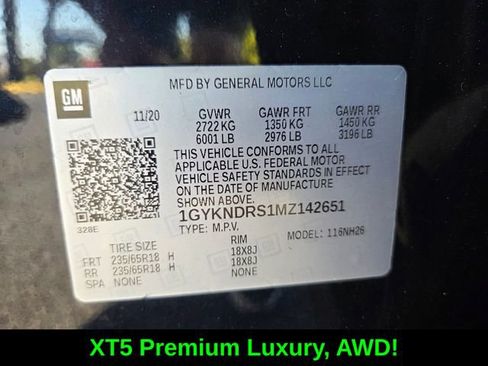 MFD BY GENERAL MOTORS LLC
GM
11/20 GVWR GAWR FRT GAWR RR
2722 KG 1350 KG 1450 KG
6001 LB 2976 LB 3196 LB
THIS VEHICLE CONFORMS TO ALL
APPLICABLE U.S. FEDERAL MOTOR
VEHICLE SAFETY STANDARDS IN EFFECT
ON THE DATE OF MANUFACTURE
SHOWN ABOVE.
1GYKNDRS1MZ142651
328E TYPE: M.P.V. MODEL: 116NH26
TIRE SIZE RIM
FRT 235/65R18 H 18X8J
RR 235/65R18 H 18X8J
SPA NONE NONE
XT5 Premium Luxury, AWD!